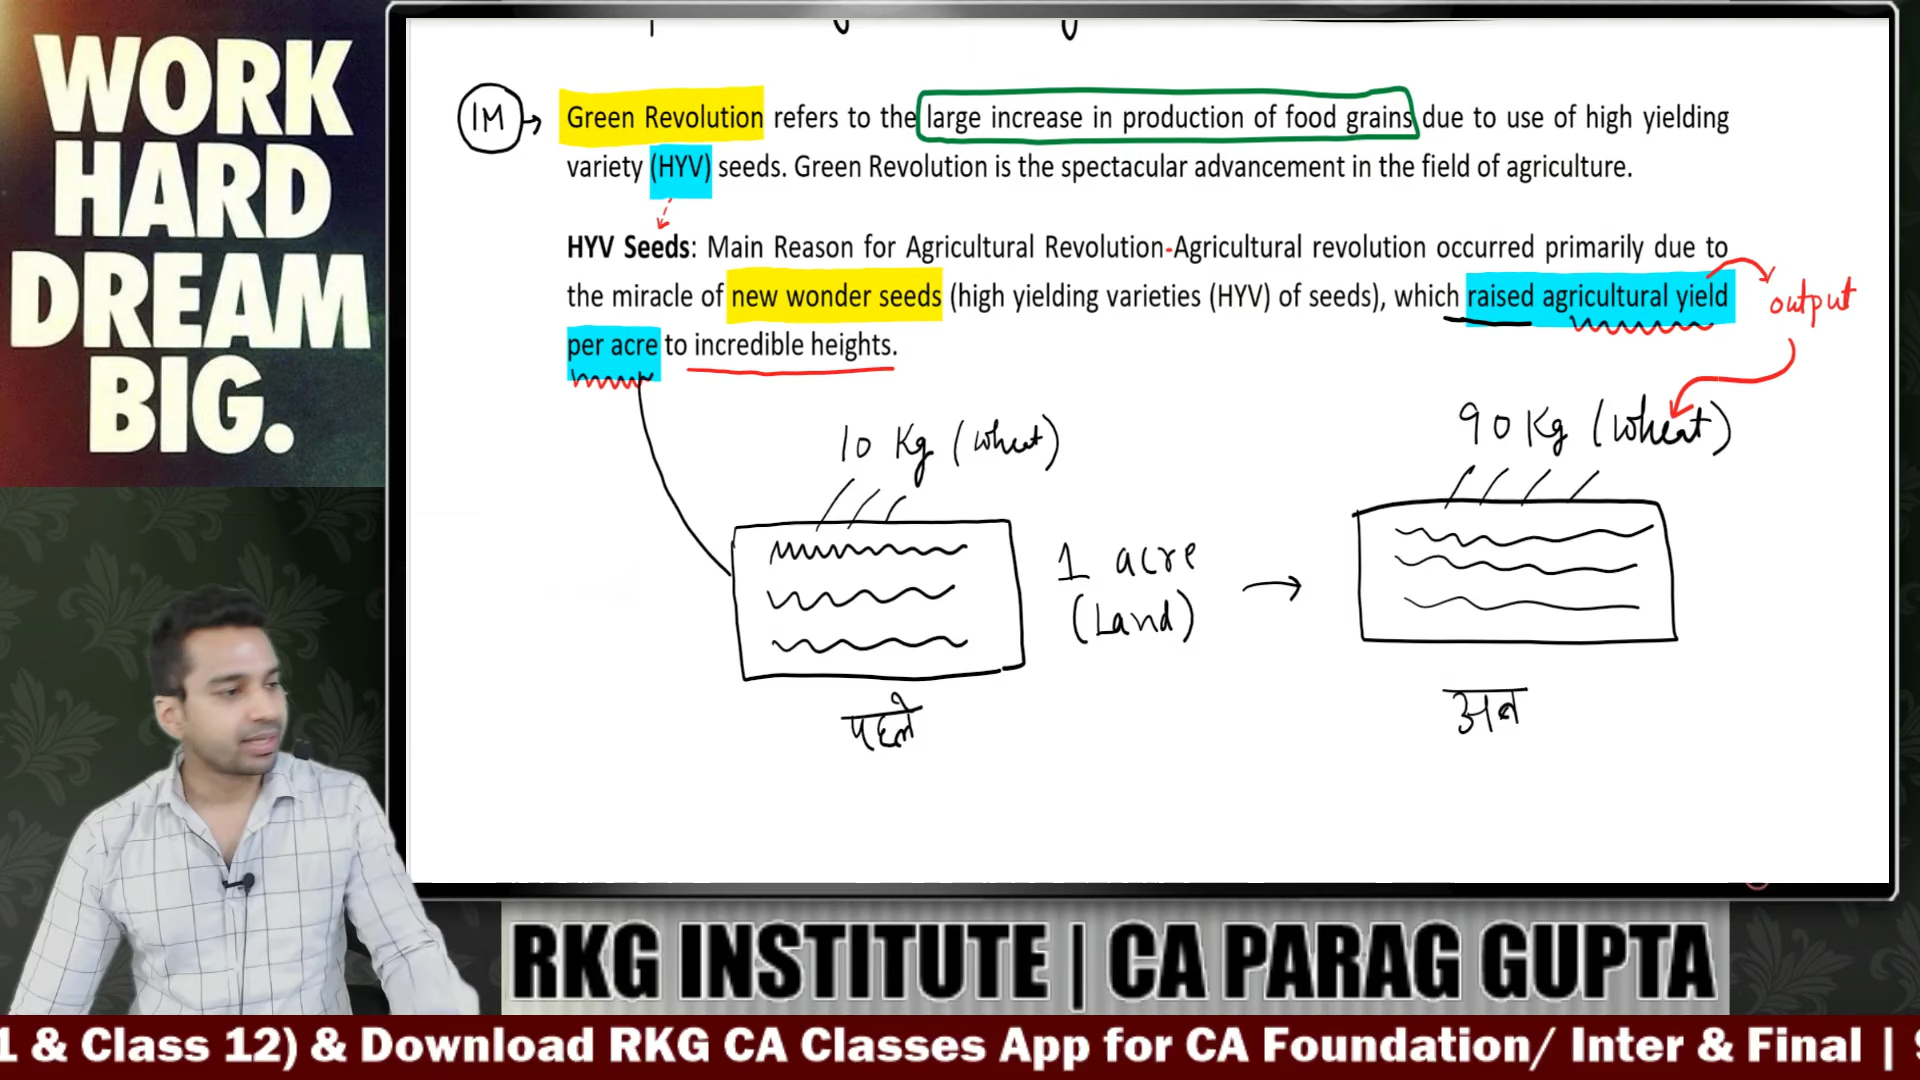 WORK
HARD
DREAM
BIG.
1M → Green Revolution refers to the large increase in production of food grains due to use of high yielding
variety (HYV) seeds. Green Revolution is the spectacular advancement in the field of agriculture.
HYV Seeds: Main Reason for Agricultural Revolution-Agricultural revolution occurred primarily due to
the miracle of new wonder seeds (high yielding varieties (HYV) of seeds), which raised agricultural yield
output
per acre to incredible heights.
10 Kg (wheat)
90 Kg (wheat)
1 acre
(Land)
पहले
अब
RKG INSTITUTE | CA PARAG GUPTA
1 & Class 12) & Download RKG CA Classes App for CA Foundation/ Inter & Final |